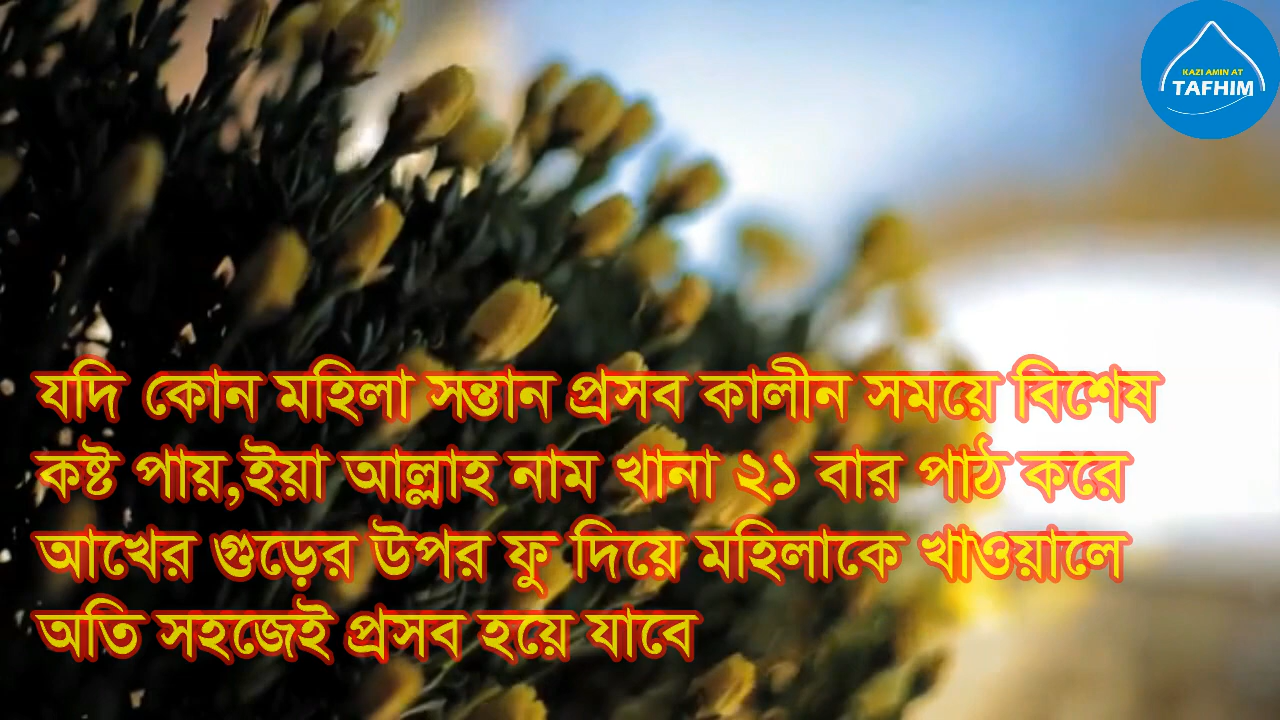 KAZI AMIN AT
TAFHIM
যদি কোন মহিলা সন্তান প্রসব কালীন সময়ে বিশেষ
কষ্ট পায়,ইয়া আল্লাহ নাম খানা ২১ বার পাঠ করে
আখের গুড়ের উপর ফু দিয়ে মহিলাকে খাওয়ালে
অতি সহজেই প্রসব হয়ে যাবে